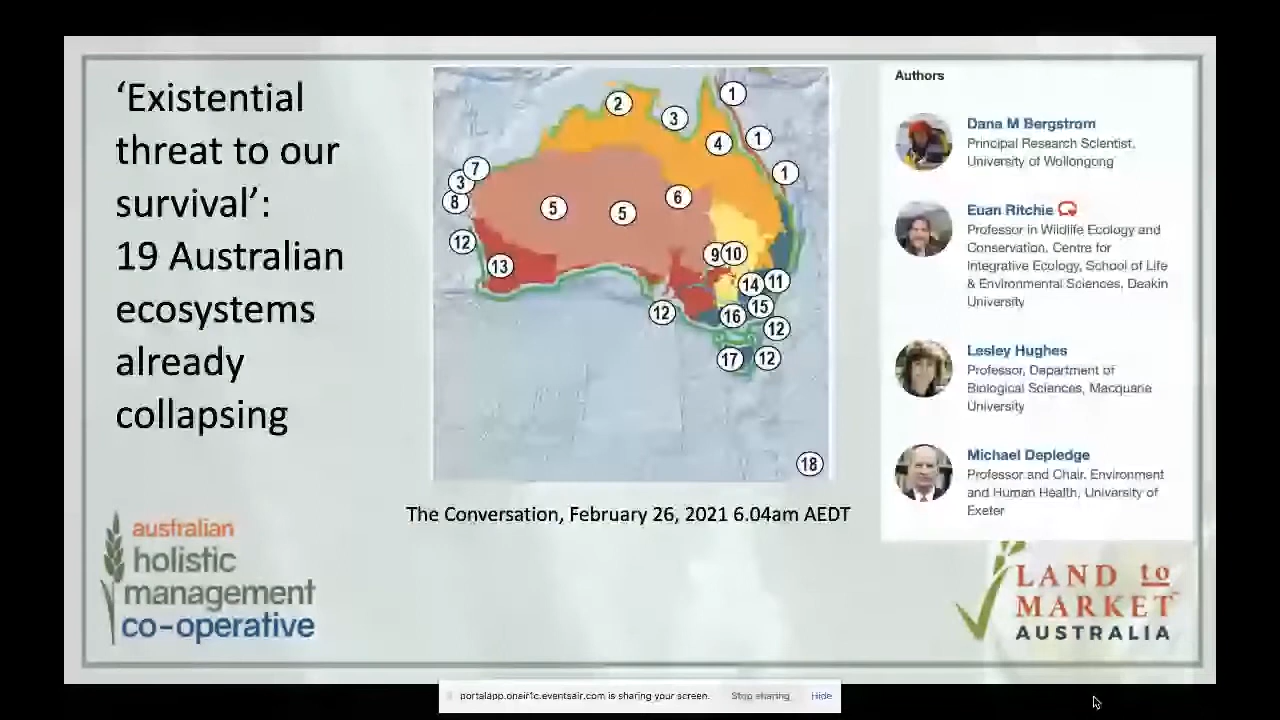 ‘Existential
threat to our
survival’:
19 Australian
ecosystems
already
collapsing
1
2
3
1
4
7
1
3
8
6
5
5
12
9
10
13
14
11
12
15
16
12
17
12
18
The Conversation, February 26, 2021 6.04am AEDT
Authors
Dana M Bergstrom
Principal Research Scientist,
University of Wollongong
Euan Ritchie
Professor in Wildlife Ecology and
Conservation, Centre for
Integrative Ecology, School of Life
& Environmental Sciences, Deakin
University
Lesley Hughes
Professor, Department of
Biological Sciences, Macquarie
University
Michael Depledge
Professor and Chair, Environment
and Human Health, University of
Exeter
australian
holistic
management
co-operative
LAND to
MARKET
AUSTRALIA
portalapp.onair1c.eventsair.com is sharing your screen.
Stop sharing
Hide